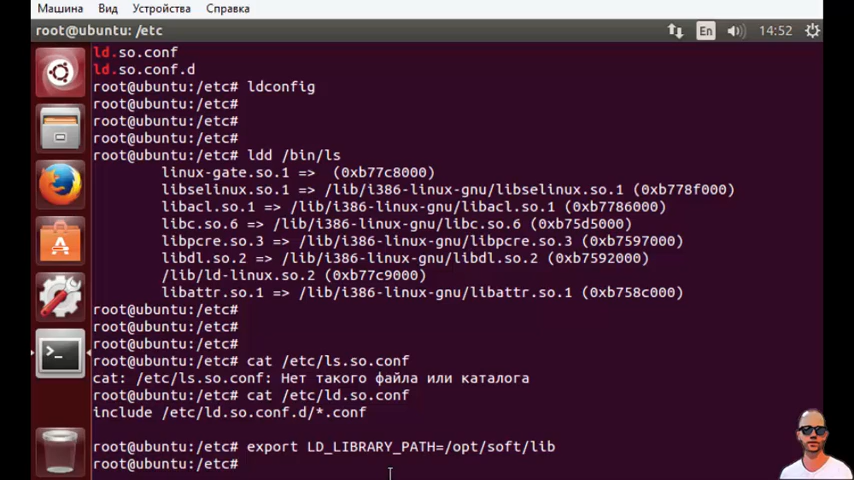 Машина Вид Устройства Справка
root@ubuntu: /etc En 14:52
ld.so.conf
ld.so.conf.d
root@ubuntu:/etc# ldconfig
root@ubuntu:/etc#
root@ubuntu:/etc#
root@ubuntu:/etc#
root@ubuntu:/etc# ldd /bin/ls
linux-gate.so.1 =>  (0xb77c8000)
libselinux.so.1 => /lib/i386-linux-gnu/libselinux.so.1 (0xb778f000)
libacl.so.1 => /lib/i386-linux-gnu/libacl.so.1 (0xb7786000)
libc.so.6 => /lib/i386-linux-gnu/libc.so.6 (0xb75d5000)
libpcre.so.3 => /lib/i386-linux-gnu/libpcre.so.3 (0xb7597000)
libdl.so.2 => /lib/i386-linux-gnu/libdl.so.2 (0xb7592000)
/lib/ld-linux.so.2 (0xb77c9000)
libattr.so.1 => /lib/i386-linux-gnu/libattr.so.1 (0xb758c000)
root@ubuntu:/etc#
root@ubuntu:/etc#
root@ubuntu:/etc#
root@ubuntu:/etc# cat /etc/ls.so.conf
cat: /etc/ls.so.conf: Нет такого файла или каталога
root@ubuntu:/etc# cat /etc/ld.so.conf
include /etc/ld.so.conf.d/*.conf
root@ubuntu:/etc# export LD_LIBRARY_PATH=/opt/soft/lib
root@ubuntu:/etc#